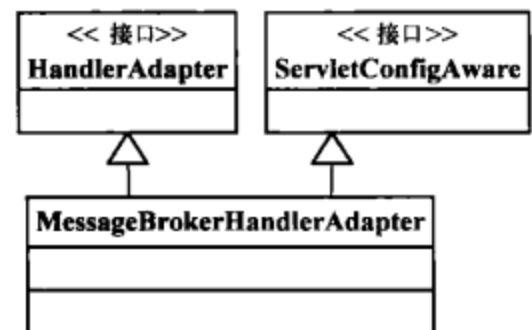 << 接口>>
HandlerAdapter
<< 接口>>
ServletConfigAware
MessageBrokerHandlerAdapter